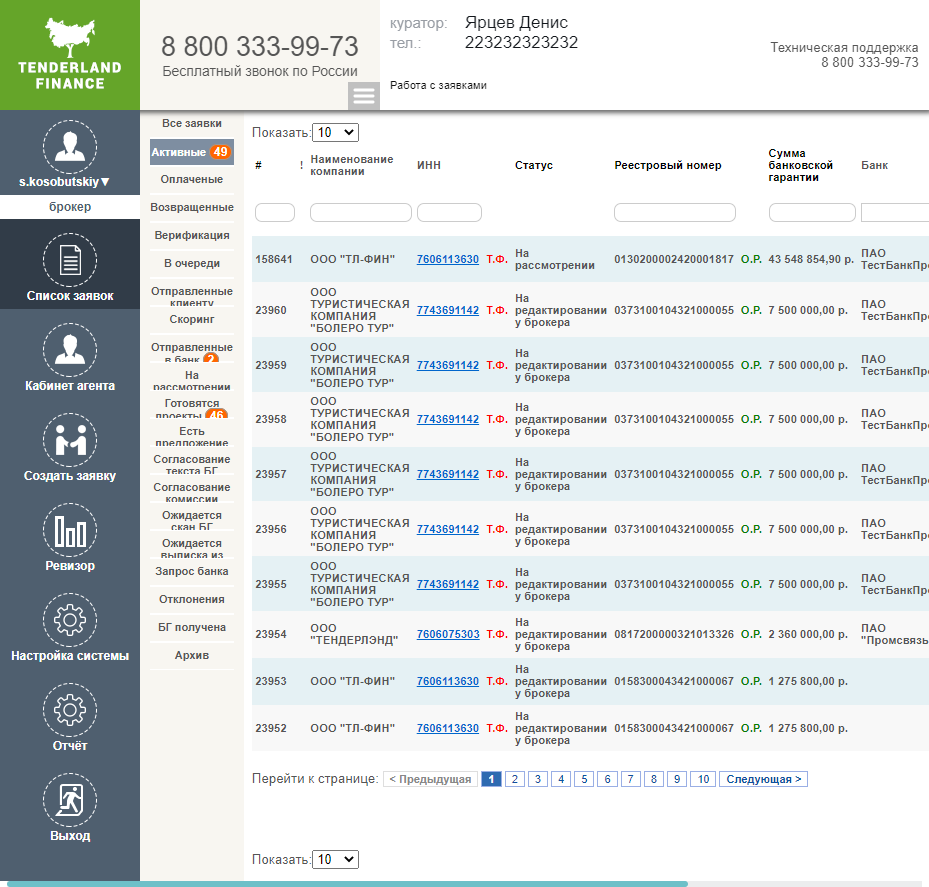 TENDERLAND
FINANCE
8 800 333-99-73
Бесплатный звонок по России
куратор: Ярцев Денис
тел.: 223232323232
Работа с заявками
Техническая поддержка
8 800 333-99-73
s.kosobutskiy▼
брокер
Список заявок
Кабинет агента
Создать заявку
Ревизор
Настройка системы
Отчёт
Выход
Все заявки
Активные 49
Оплаченые
Возвращенные
Верификация
В очереди
Отправленные
клиенту
Скоринг
Отправленные
в банк 2
На
рассмотрении
Готовятся
проекты 46
Есть
предложение
Согласование
текста БГ
Согласование
комиссии
Ожидается
скан БГ
Ожидается
выписка из
Запрос банка
Отклонения
БГ получена
Архив
Показать: 10
# ! Наименование компании ИНН Статус Реестровый номер Сумма банковской гарантии Банк
158641 ООО "ТЛ-ФИН" 7606113630 Т.Ф. На рассмотрении 0130200002420001817 О.Р. 43 548 854,90 р. ПАО ТестБанкПро
23960 ООО ТУРИСТИЧЕСКАЯ КОМПАНИЯ "БОЛЕРО ТУР" 7743691142 Т.Ф. На редактировании у брокера 0373100104321000055 О.Р. 7 500 000,00 р. ПАО ТестБанкПро
23959 ООО ТУРИСТИЧЕСКАЯ КОМПАНИЯ "БОЛЕРО ТУР" 7743691142 Т.Ф. На редактировании у брокера 0373100104321000055 О.Р. 7 500 000,00 р. ПАО ТестБанкПро
23958 ООО ТУРИСТИЧЕСКАЯ КОМПАНИЯ "БОЛЕРО ТУР" 7743691142 Т.Ф. На редактировании у брокера 0373100104321000055 О.Р. 7 500 000,00 р. ПАО ТестБанкПро
23957 ООО ТУРИСТИЧЕСКАЯ КОМПАНИЯ "БОЛЕРО ТУР" 7743691142 Т.Ф. На редактировании у брокера 0373100104321000055 О.Р. 7 500 000,00 р. ПАО ТестБанкПро
23956 ООО ТУРИСТИЧЕСКАЯ КОМПАНИЯ "БОЛЕРО ТУР" 7743691142 Т.Ф. На редактировании у брокера 0373100104321000055 О.Р. 7 500 000,00 р. ПАО ТестБанкПро
23955 ООО ТУРИСТИЧЕСКАЯ КОМПАНИЯ "БОЛЕРО ТУР" 7743691142 Т.Ф. На редактировании у брокера 0373100104321000055 О.Р. 7 500 000,00 р. ПАО ТестБанкПро
23954 ООО "ТЕНДЕРЛЭНД" 7606075303 Т.Ф. На редактировании у брокера 0817200000321013326 О.Р. 2 360 000,00 р. ПАО "Промсвязь
23953 ООО "ТЛ-ФИН" 7606113630 Т.Ф. На редактировании у брокера 0158300043421000067 О.Р. 1 275 800,00 р.
23952 ООО "ТЛ-ФИН" 7606113630 Т.Ф. На редактировании у брокера 0158300043421000067 О.Р. 1 275 800,00 р.
Перейти к странице: < Предыдущая 1 2 3 4 5 6 7 8 9 10 Следующая >
Показать: 10